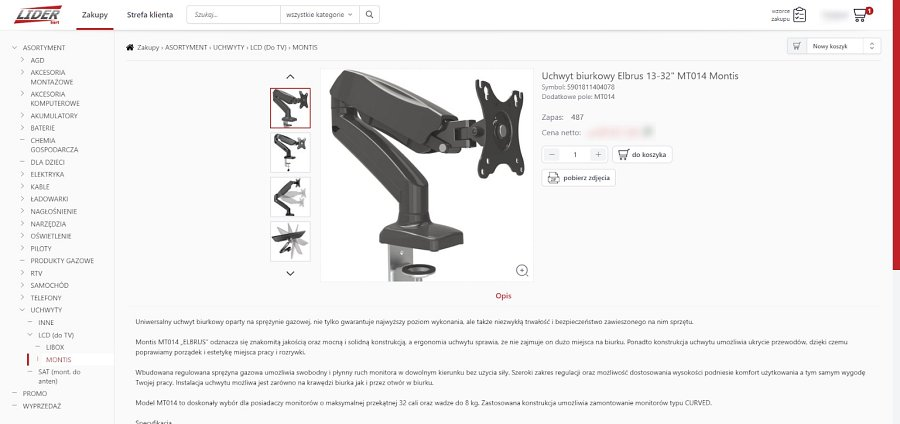 LIDER
hurt
Zakupy
Strefa klienta
Szukaj...
wszystkie kategorie
wzorce
zakupu
1
Zakupy › ASORTYMENT › UCHWYTY › LCD (Do TV) › MONTIS
Nowy koszyk
ASORTYMENT
AGD
AKCESORIA
MONTAŻOWE
AKCESORIA
KOMPUTEROWE
AKUMULATORY
BATERIE
CHEMIA
GOSPODARCZA
DLA DZIECI
ELEKTRYKA
KABLE
ŁADOWARKI
NAGŁOŚNIENIE
NARZĘDZIA
OŚWIETLENIE
PILOTY
PRODUKTY GAZOWE
RTV
SAMOCHÓD
TELEFONY
UCHWYTY
INNE
LCD (do TV)
LIBOX
MONTIS
SAT (mont. do
anten)
PROMO
WYPRZEDAŻ
Uchwyt biurkowy Elbrus 13-32" MT014 Montis
Symbol: 5901811404078
Dodatkowe pole: MT014
Zapas: 487
Cena netto:
1
do koszyka
ZIP
pobierz zdjęcia
Opis
Uniwersalny uchwyt biurkowy oparty na sprężynie gazowej, nie tylko gwarantuje najwyższy poziom wykonania, ale także niezwykłą trwałość i bezpieczeństwo zawieszonego na nim sprzętu.
Montis MT014 „ELBRUS” odznacza się znakomitą jakością oraz mocną i solidną konstrukcją, a ergonomia uchwytu sprawia, że nie zajmuje on dużo miejsca na biurku. Ponadto konstrukcja uchwytu umożliwia ukrycie przewodów, dzięki czemu
poprawiamy porządek i estetykę miejsca pracy i rozrywki.
Wbudowana regulowana sprężyna gazowa umożliwia swobodny i płynny ruch monitora w dowolnym kierunku bez użycia siły. Szeroki zakres regulacji oraz możliwość dostosowania wysokości podniesie komfort użytkowania a tym samym wygodę
Twojej pracy. Instalacja uchwytu możliwa jest zarówno na krawędzi biurka jak i przez otwór w biurku.
Model MT014 to doskonały wybór dla posiadaczy monitorów o maksymalnej przekątnej 32 cali oraz wadze do 8 kg. Zastosowana konstrukcja umożliwia zamontowanie monitorów typu CURVED.
Specyfikacja